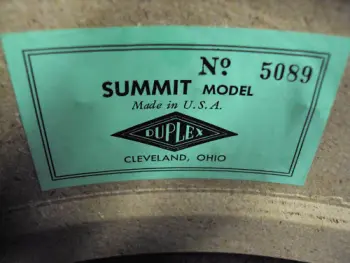 Nº 5089
SUMMIT MODEL
Made in U.S.A.
DUPLEX
CLEVELAND, OHIO